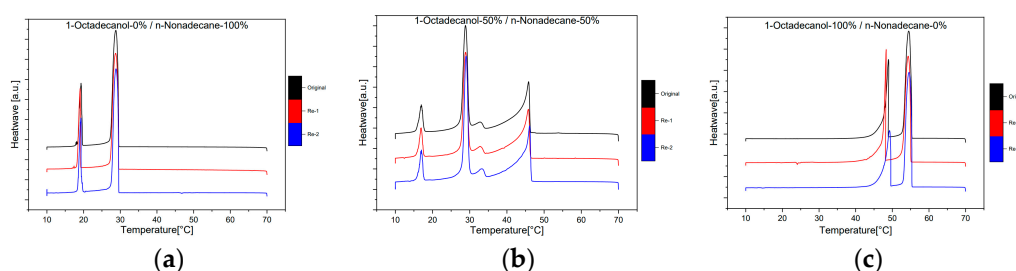 1-Octadecanol-0% / n-Nonadecane-100%
Heatwave [a.u.]
Original
Re-1
Re-2
10 20 30 40 50 60 70
Temperature[°C]
(a)
1-Octadecanol-50% / n-Nonadecane-50%
Heatwave [a.u.]
Original
Re-1
Re-2
10 20 30 40 50 60 70
Temperature[°C]
(b)
1-Octadecanol-100% / n-Nonadecane-0%
Heatwave [a.u.]
Ori
Re
Re
10 20 30 40 50 60 70
Temperature[°C]
(c)